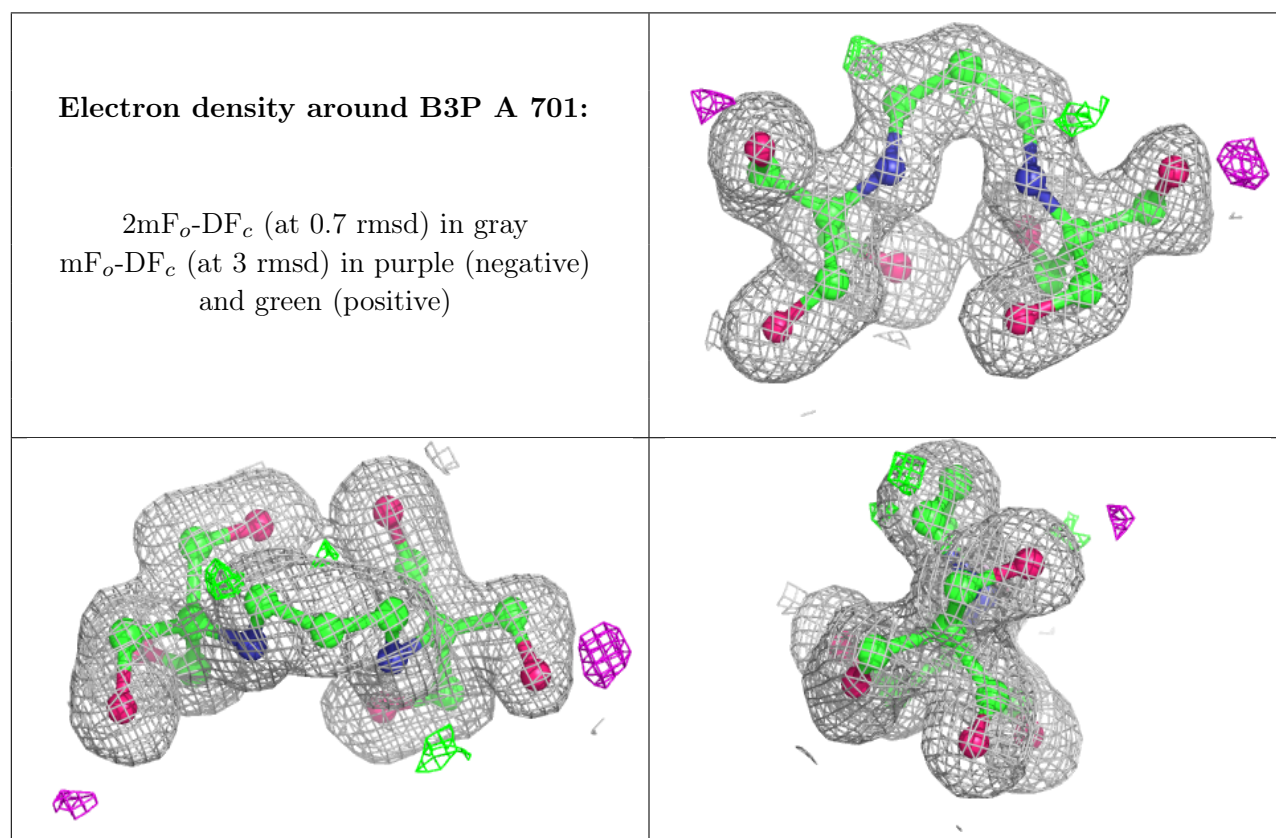 Electron density around B3P A 701:
2mFo-DFc (at 0.7 rmsd) in gray
mFo-DFc (at 3 rmsd) in purple (negative)
and green (positive)